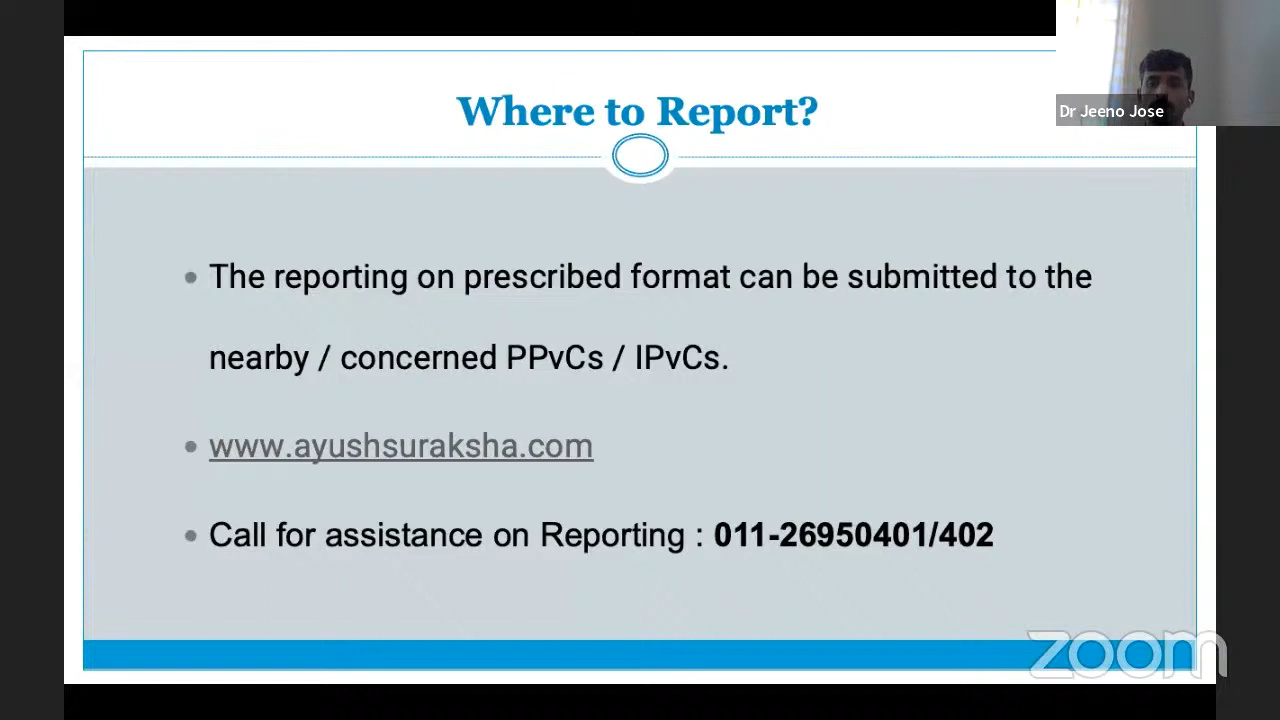 Where to Report?
Dr Jeeno Jose
The reporting on prescribed format can be submitted to the
nearby / concerned PPvCs / IPvCs.
www.ayushsuraksha.com
Call for assistance on Reporting : 011-26950401/402
zoom